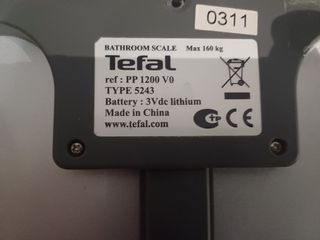 0311
BATHROOM SCALE Max 160 kg
Tefal
ref : PP 1200 V0
TYPE 5243
Battery : 3Vdc lithium
Made in China
www.tefal.com